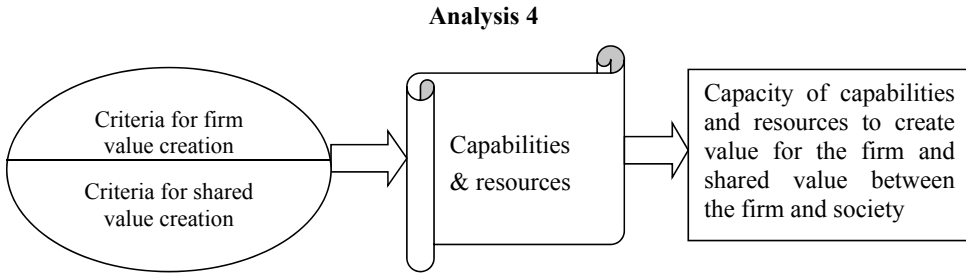 Analysis 4
Criteria for firm
value creation
Criteria for shared
value creation
Capabilities
& resources
Capacity of capabilities
and resources to create
value for the firm and
shared value between
the firm and society